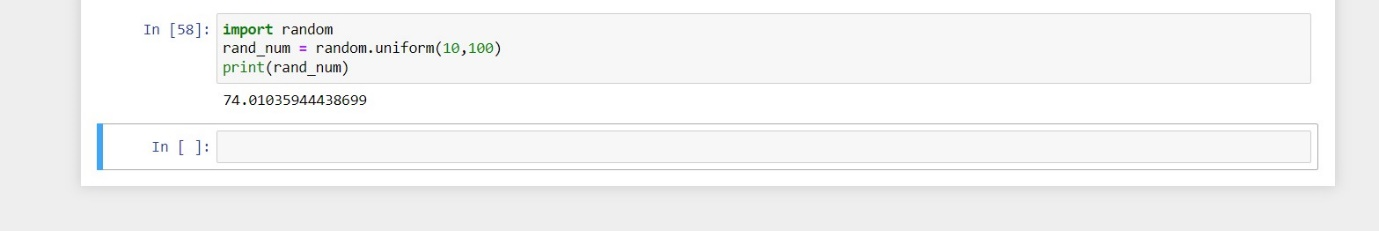 In [58]: import random
rand_num = random.uniform(10,100)
print(rand_num)
74.01035944438699
In [ ]: